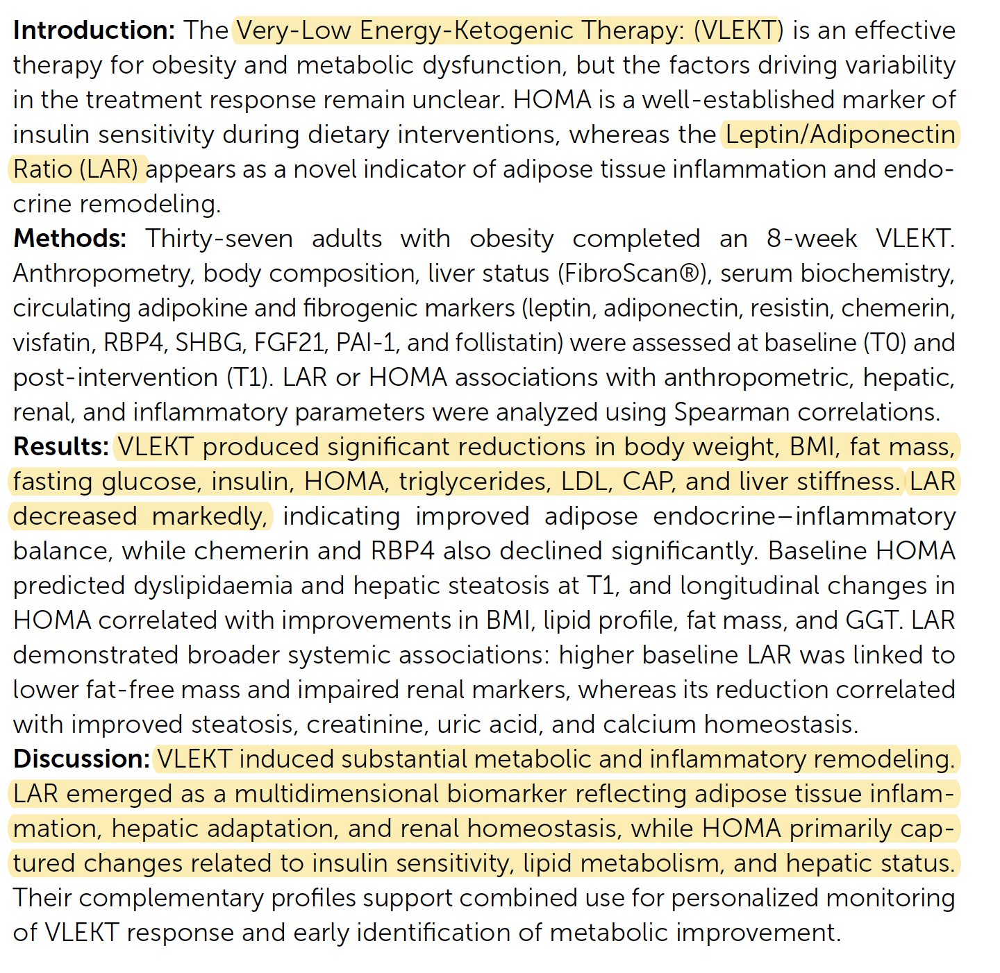 Introduction: The Very-Low Energy-Ketogenic Therapy: (VLEKT) is an effective
therapy for obesity and metabolic dysfunction, but the factors driving variability
in the treatment response remain unclear. HOMA is a well-established marker of
insulin sensitivity during dietary interventions, whereas the Leptin/Adiponectin
Ratio (LAR) appears as a novel indicator of adipose tissue inflammation and endo-
crine remodeling.
Methods: Thirty-seven adults with obesity completed an 8-week VLEKT.
Anthropometry, body composition, liver status (FibroScan®), serum biochemistry,
circulating adipokine and fibrogenic markers (leptin, adiponectin, resistin, chemerin,
visfatin, RBP4, SHBG, FGF21, PAI-1, and follistatin) were assessed at baseline (T0) and
post-intervention (T1). LAR or HOMA associations with anthropometric, hepatic,
renal, and inflammatory parameters were analyzed using Spearman correlations.
Results: VLEKT produced significant reductions in body weight, BMI, fat mass,
fasting glucose, insulin, HOMA, triglycerides, LDL, CAP, and liver stiffness. LAR
decreased markedly, indicating improved adipose endocrine–inflammatory
balance, while chemerin and RBP4 also declined significantly. Baseline HOMA
predicted dyslipidaemia and hepatic steatosis at T1, and longitudinal changes in
HOMA correlated with improvements in BMI, lipid profile, fat mass, and GGT. LAR
demonstrated broader systemic associations: higher baseline LAR was linked to
lower fat-free mass and impaired renal markers, whereas its reduction correlated
with improved steatosis, creatinine, uric acid, and calcium homeostasis.
Discussion: VLEKT induced substantial metabolic and inflammatory remodeling.
LAR emerged as a multidimensional biomarker reflecting adipose tissue inflam-
mation, hepatic adaptation, and renal homeostasis, while HOMA primarily cap-
tured changes related to insulin sensitivity, lipid metabolism, and hepatic status.
Their complementary profiles support combined use for personalized monitoring
of VLEKT response and early identification of metabolic improvement.